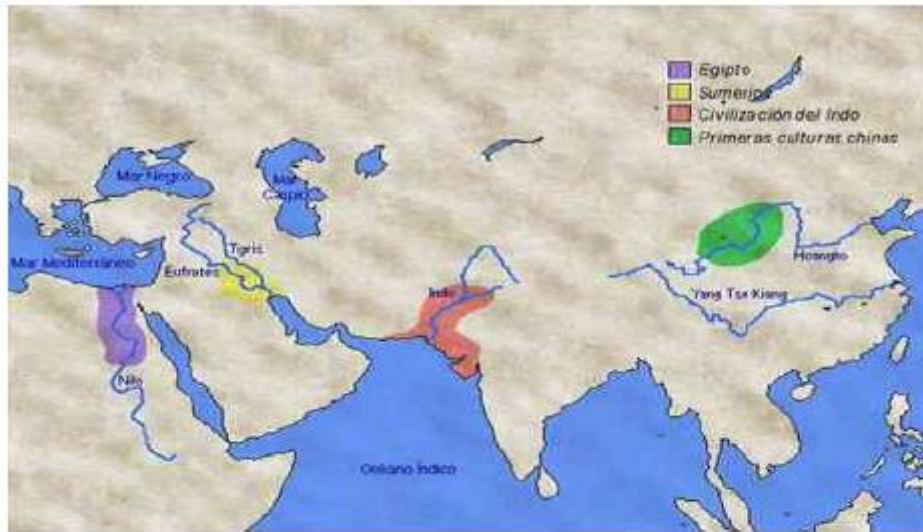 Egipto
Sumerios
Civilización del Indo
Primeras culturas chinas
Mar Negro
Mar Caspio
Tigris
Mar Mediterráneo
Eufrates
Indo
Hoangho
Yang Tse Kiang
Nilo
Océano Índico